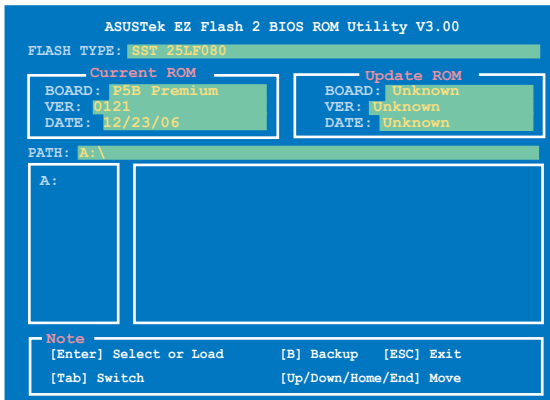 ASUSTek EZ Flash 2 BIOS ROM Utility V3.00
FLASH TYPE: SST 25LF080
Current ROM
BOARD: P5B Premium
VER: 0121
DATE: 12/23/06
Update ROM
BOARD: Unknown
VER: Unknown
DATE: Unknown
PATH: A:\
A:
Note
[Enter] Select or Load [B] Backup [ESC] Exit
[Tab] Switch [Up/Down/Home/End] Move